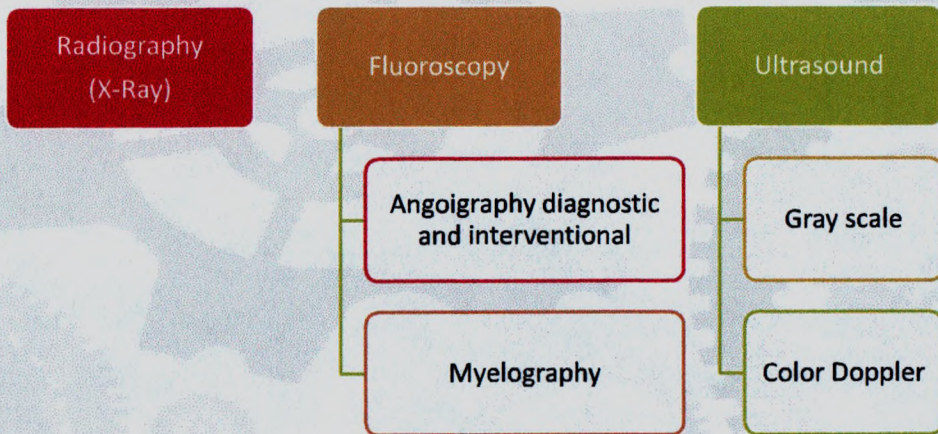 Radiography
(X-Ray)
Fluoroscopy
Angoigraphy diagnostic
and interventional
Myelography
Ultrasound
Gray scale
Color Doppler